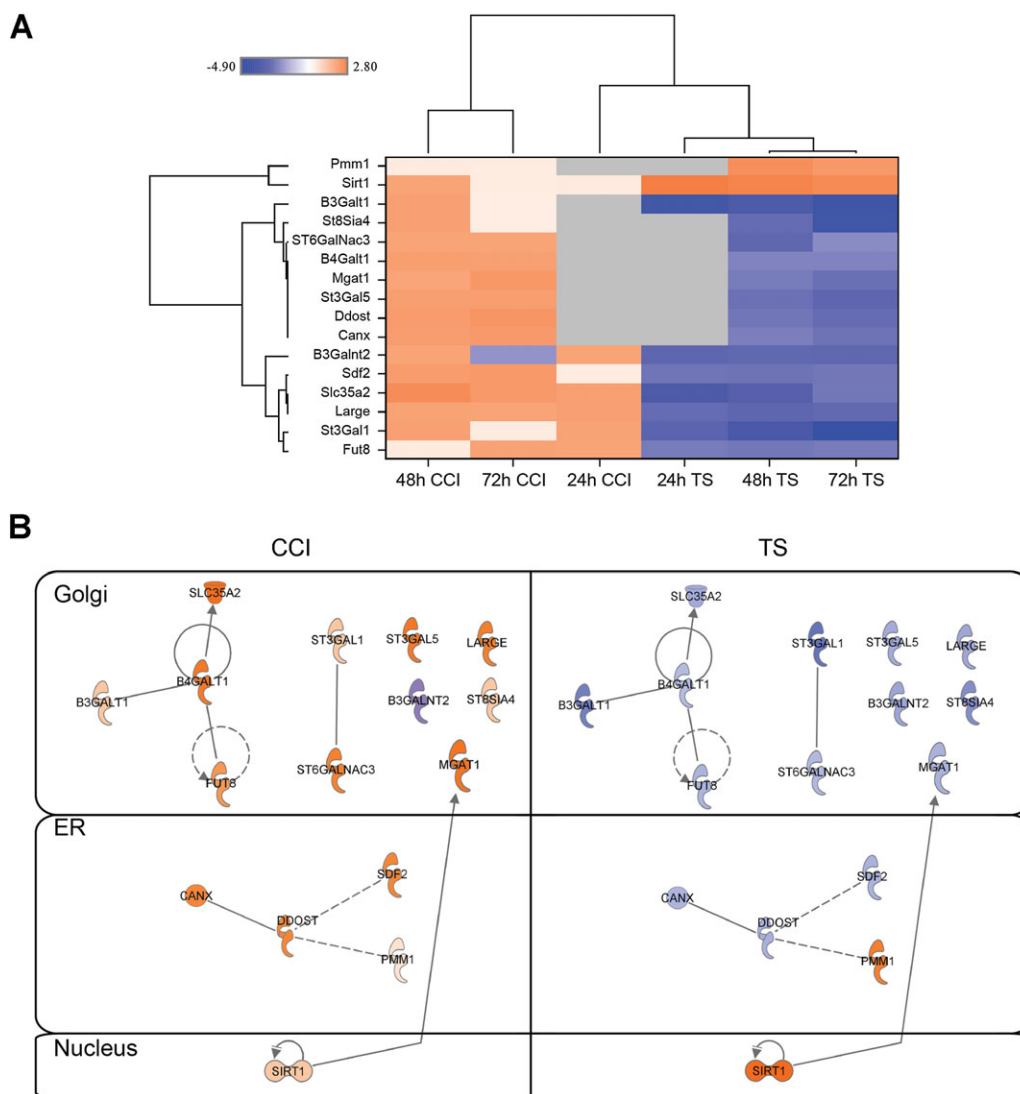 A
-4.90 2.80
Pmm1
Sirt1
B3Galt1
St8Sia4
ST6GalNac3
B4Galt1
Mgat1
St3Gal5
Ddost
Canx
B3Galnt2
Sdf2
Slc35a2
Large
St3Gal1
Fut8
48h CCI 72h CCI 24h CCI 24h TS 48h TS 72h TS
B
CCI TS
Golgi
SLC35A2
ST3GAL1 ST3GAL5 LARGE
B4GALT1
B3GALT1 B3GALNT2 ST8SIA4
FUT8 ST6GALNAC3 MGAT1
SLC35A2
ST3GAL1 ST3GAL5 LARGE
B4GALT1
B3GALT1 B3GALNT2 ST8SIA4
FUT8 ST6GALNAC3 MGAT1
ER
SDF2
CANX
DDOST
PMM1
SDF2
CANX
DDOST
PMM1
Nucleus
SIRT1 SIRT1